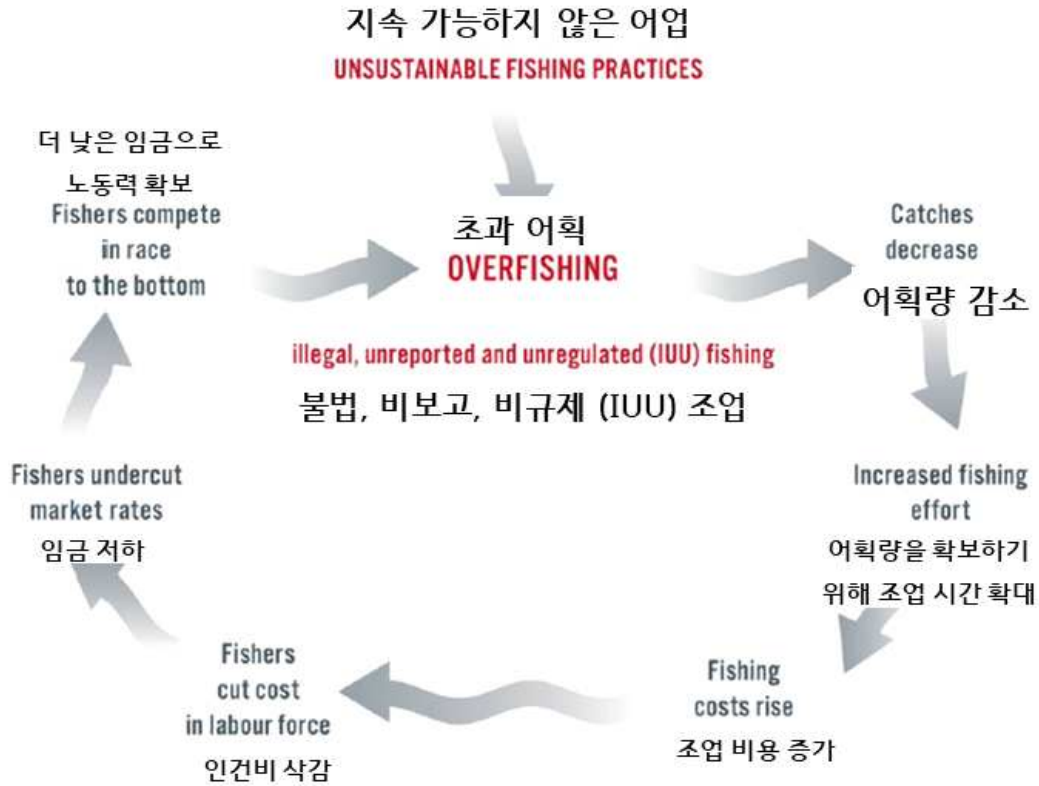 지속 가능하지 않은 어업
UNSUSTAINABLE FISHING PRACTICES
초과 어획
OVERFISHING
illegal, unreported and unregulated (IUU) fishing
불법, 비보고, 비규제 (IUU) 조업
Catches
decrease
어획량 감소
Increased fishing
effort
어획량을 확보하기
위해 조업 시간 확대
Fishing
costs rise
조업 비용 증가
Fishers
cut cost
in labour force
인건비 삭감
Fishers undercut
market rates
임금 저하
더 낮은 임금으로
노동력 확보
Fishers compete
in race
to the bottom